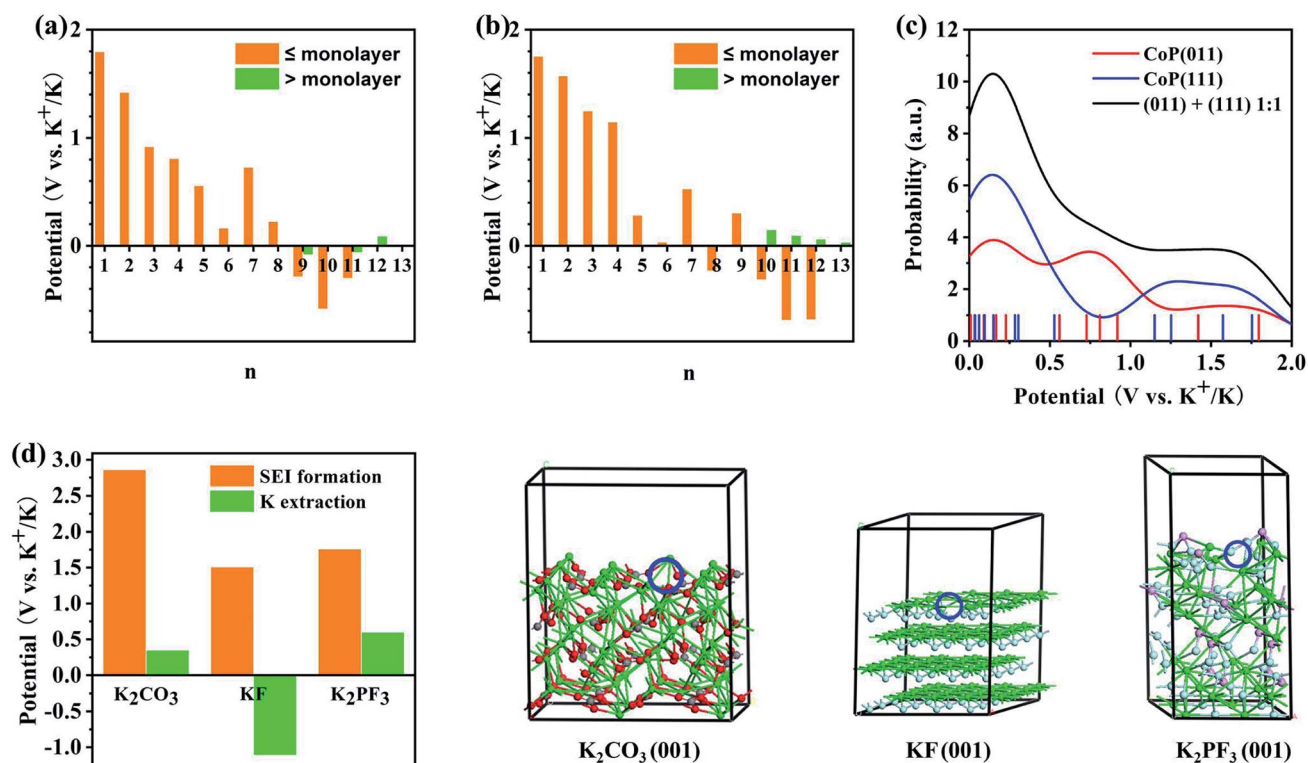 (a)
2
1
0
Potential (V vs. K⁺/K)
≤ monolayer
> monolayer
1 2 3 4 5 6 7 8 9 10 11 12 13
n
(b)
2
1
0
Potential (V vs. K⁺/K)
≤ monolayer
> monolayer
1 2 3 4 5 6 7 8 9 10 11 12 13
n
(c)
12
10
8
6
4
2
0
Probability (a.u.)
CoP(011)
CoP(111)
(011) + (111) 1:1
0.0 0.5 1.0 1.5 2.0
Potential (V vs. K⁺/K)
(d)
3.0
2.5
2.0
1.5
1.0
0.5
0.0
-0.5
-1.0
Potential (V vs. K⁺/K)
SEI formation
K extraction
K₂CO₃ KF K₂PF₃
K₂CO₃(001)
KF(001)
K₂PF₃(001)